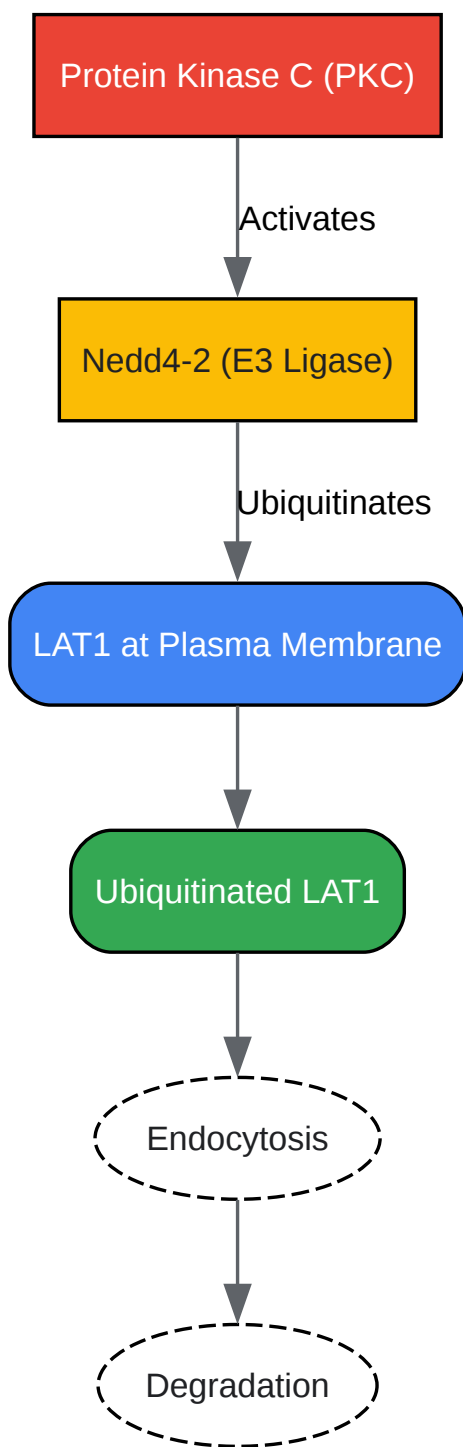 Protein Kinase C (PKC)
Activates
Nedd4-2 (E3 Ligase)
Ubiquitinates
LAT1 at Plasma Membrane
Ubiquitinated LAT1
Endocytosis
Degradation